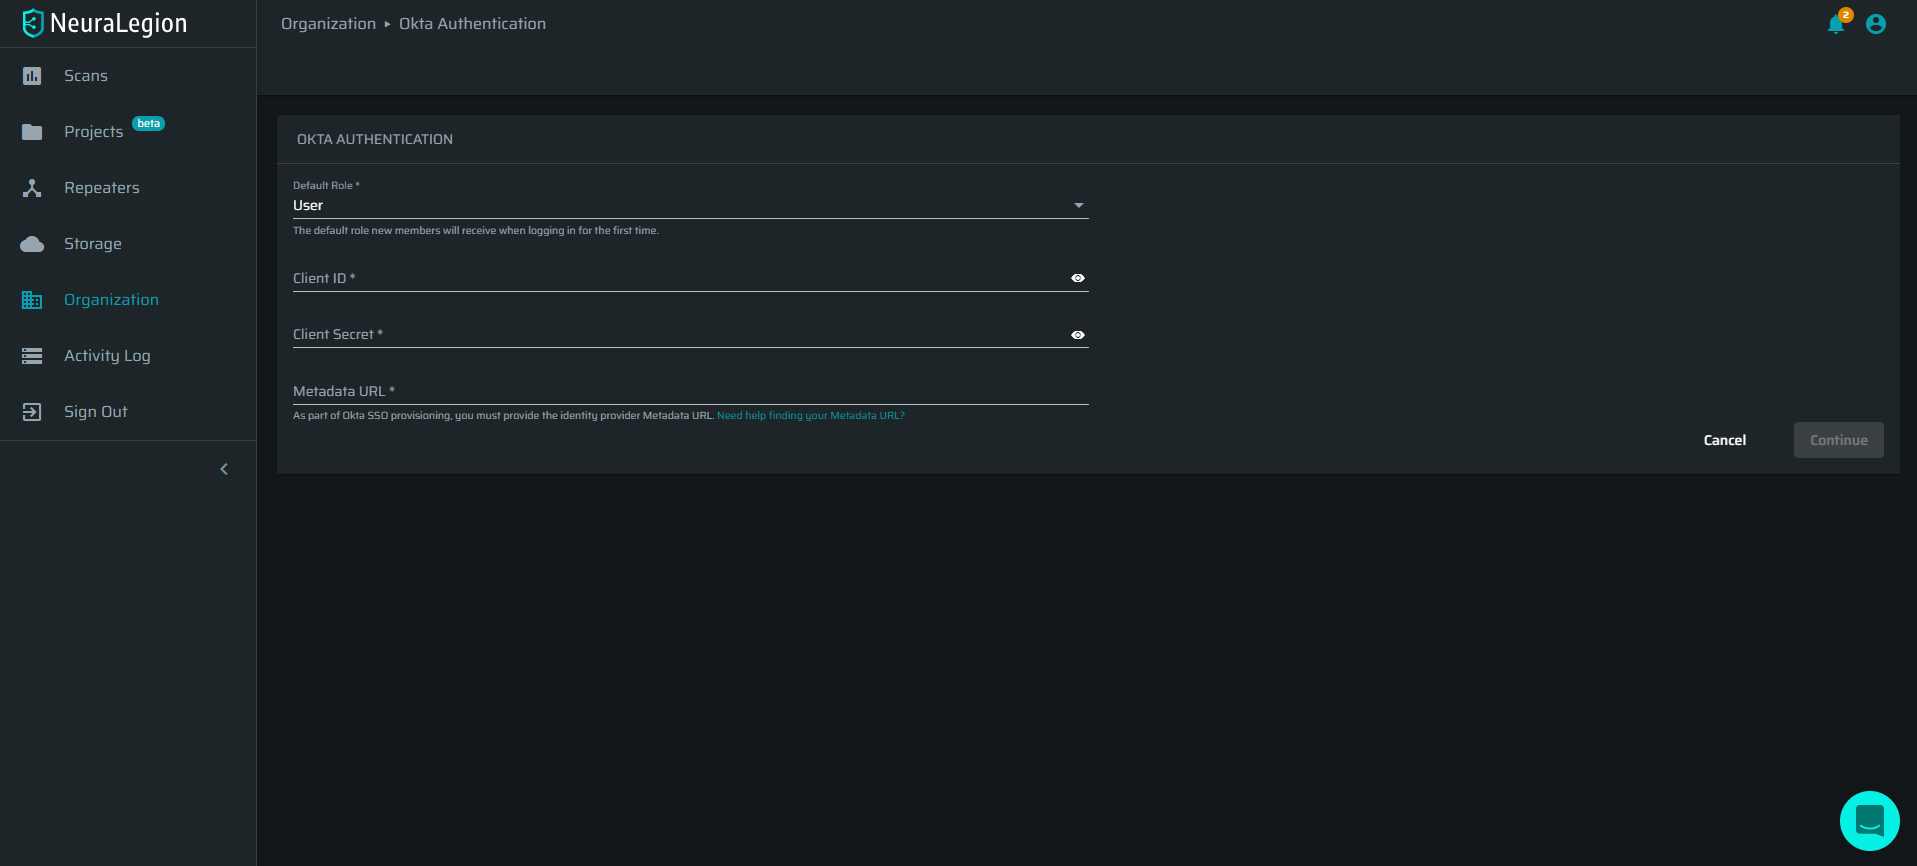 NeuraLegion
Organization ▸ Okta Authentication
2
Scans
Projects beta
Repeaters
Storage
Organization
Activity Log
Sign Out
OKTA AUTHENTICATION
Default Role *
User
The default role new members will receive when logging in for the first time.
Client ID *
Client Secret *
Metadata URL *
As part of Okta SSO provisioning, you must provide the identity provider Metadata URL. Need help finding your Metadata URL?
Cancel Continue